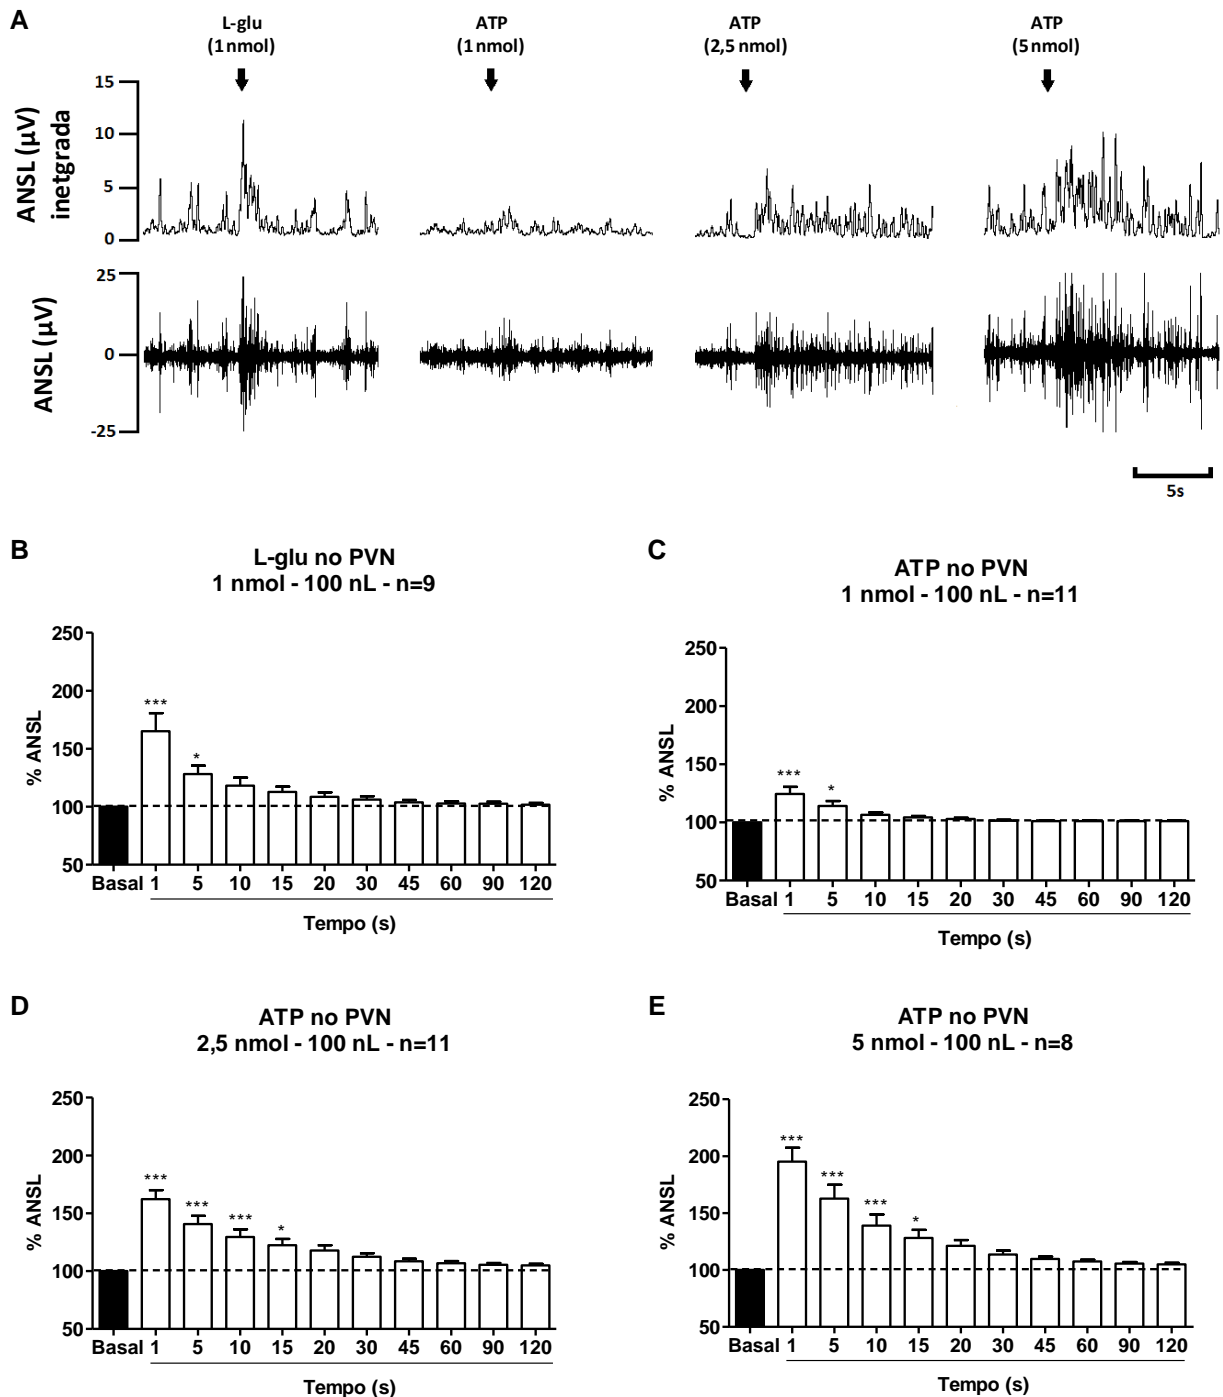 A
L-glu
(1 nmol)
ATP
(1 nmol)
ATP
(2,5 nmol)
ATP
(5 nmol)
ANSL (µV)
inetgrada
15
10
5
0
ANSL (µV)
25
0
-25
5s
B
L-glu no PVN
1 nmol - 100 nL - n=9
% ANSL
250
200
150
100
50
***
*
Basal 1 5 10 15 20 30 45 60 90 120
Tempo (s)
C
ATP no PVN
1 nmol - 100 nL - n=11
% ANSL
250
200
150
100
50
***
*
Basal 1 5 10 15 20 30 45 60 90 120
Tempo (s)
D
ATP no PVN
2,5 nmol - 100 nL - n=11
% ANSL
250
200
150
100
50
***
***
***
*
Basal 1 5 10 15 20 30 45 60 90 120
Tempo (s)
E
ATP no PVN
5 nmol - 100 nL - n=8
% ANSL
250
200
150
100
50
***
***
***
*
Basal 1 5 10 15 20 30 45 60 90 120
Tempo (s)